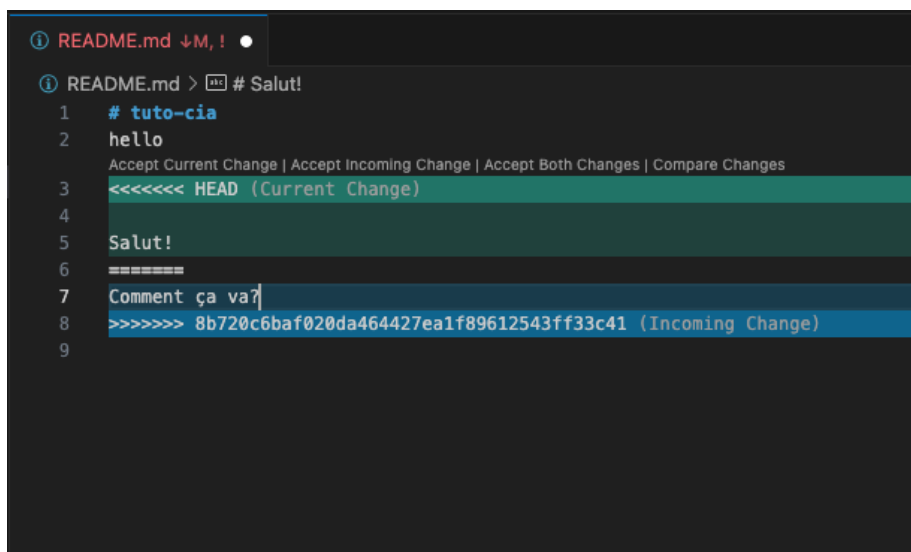 README.md ↓M, !
README.md > # Salut!
1 # tuto-cia
2 hello
Accept Current Change | Accept Incoming Change | Accept Both Changes | Compare Changes
3 <<<<<<< HEAD (Current Change)
4
5 Salut!
6 =======
7 Comment ça va?
8 >>>>>>> 8b720c6baf020da464427ea1f89612543ff33c41 (Incoming Change)
9